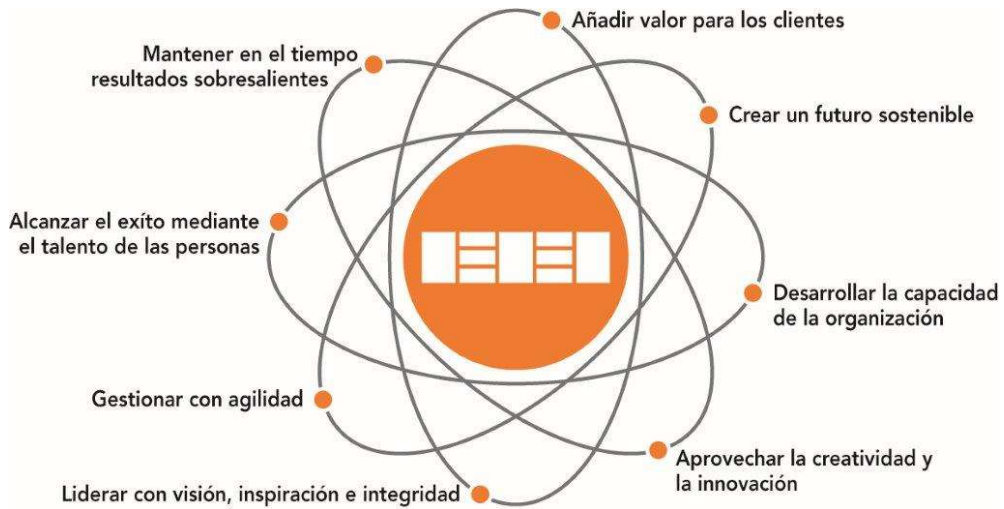 Añadir valor para los clientes
Crear un futuro sostenible
Desarrollar la capacidad
de la organización
Aprovechar la creatividad y
la innovación
Liderar con visión, inspiración e integridad
Gestionar con agilidad
Alcanzar el exíto mediante
el talento de las personas
Mantener en el tiempo
resultados sobresalientes